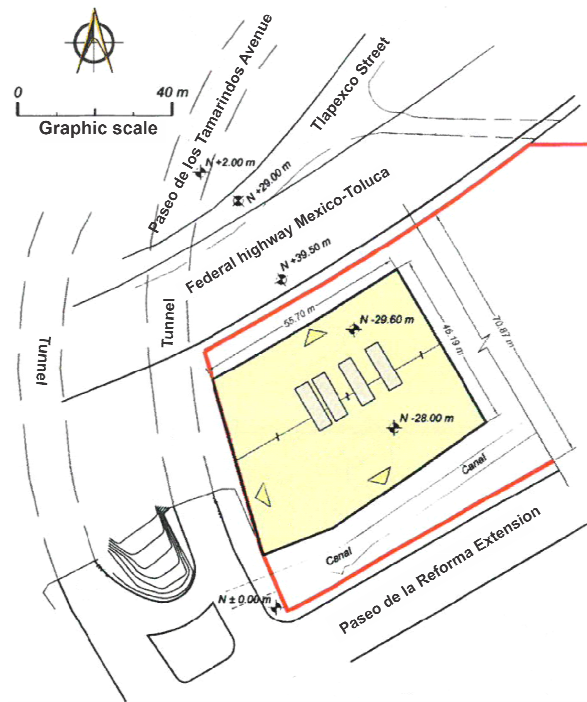 0 40 m
Graphic scale
Paseo de los Tamarindos Avenue
Tlapexco Street
N +2.00 m
N +29.00 m
Federal highway Mexico-Toluca
N +39.50 m
Tunnel
Tunnel
55.70 m
N -29.60 m
45.19 m
70.87 m
N -28.00 m
Canal
Canal
N ± 0.00 m
Paseo de la Reforma Extension